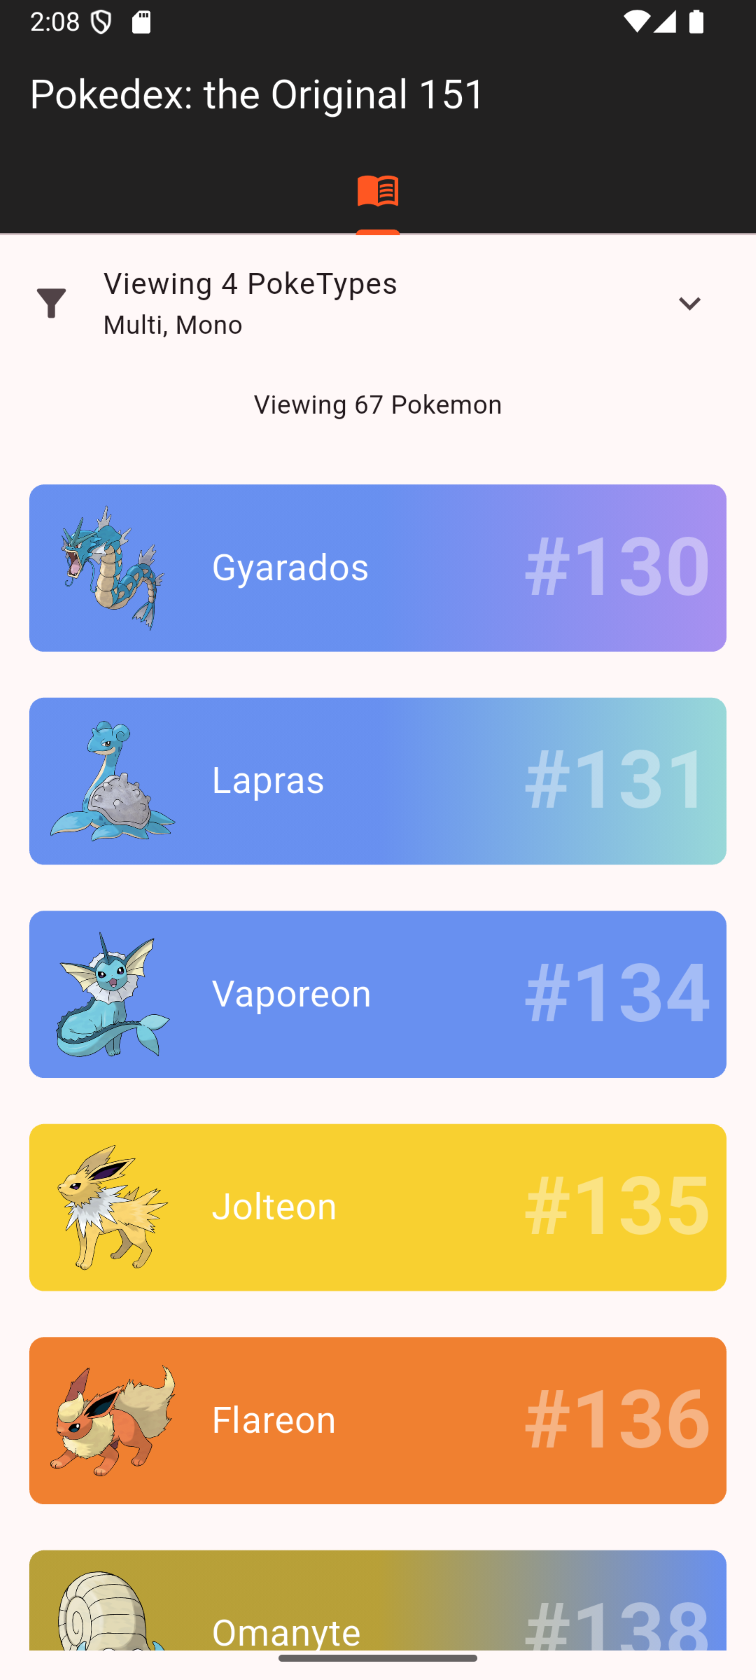 2:08
Pokedex: the Original 151
Viewing 4 PokeTypes
Multi, Mono
Viewing 67 Pokemon
Gyarados #130
Lapras #131
Vaporeon #134
Jolteon #135
Flareon #136
Omanyte #138